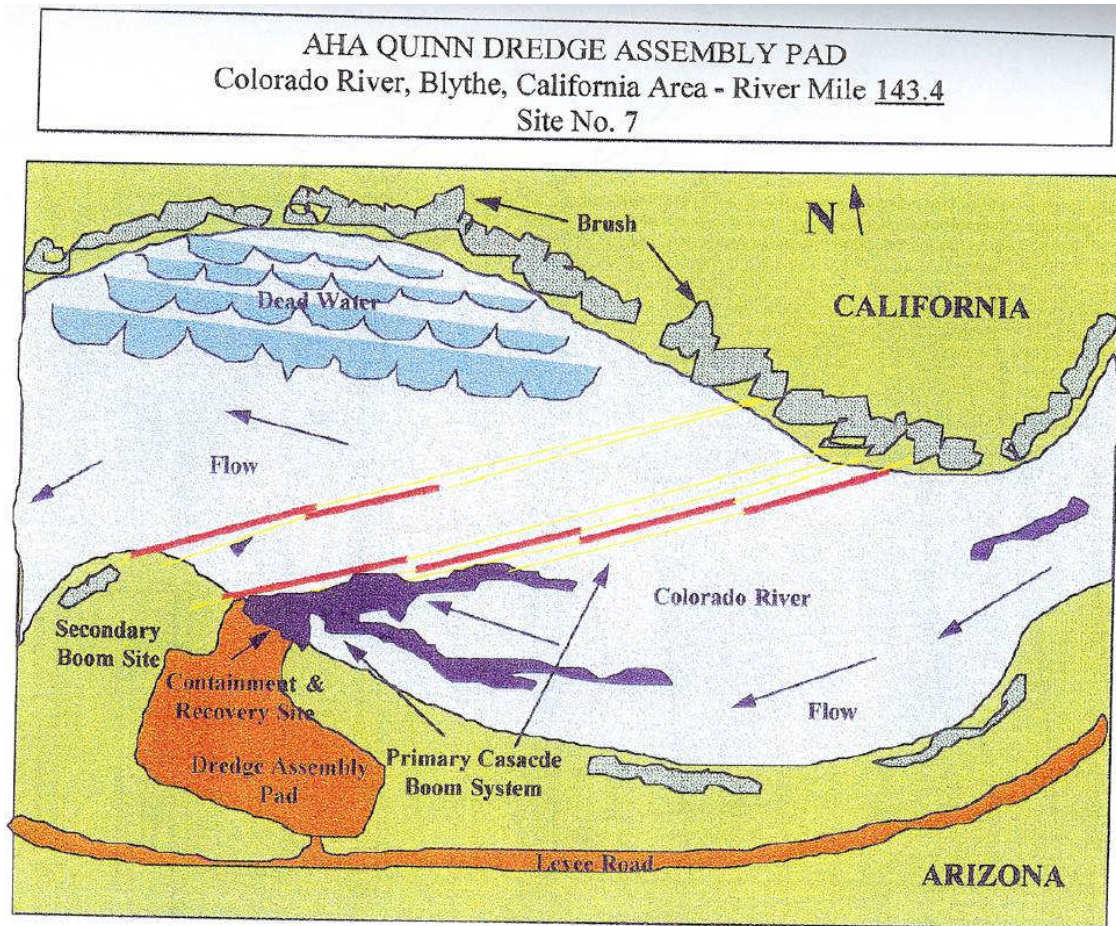 AHA QUINN DREDGE ASSEMBLY PAD
Colorado River, Blythe, California Area - River Mile 143.4
Site No. 7
Brush
N
CALIFORNIA
Dead Water
Flow
Colorado River
Secondary
Boom Site
Containment &
Recovery Site
Flow
Primary Casacde
Boom System
Dredge Assembly
Pad
Levee Road
ARIZONA